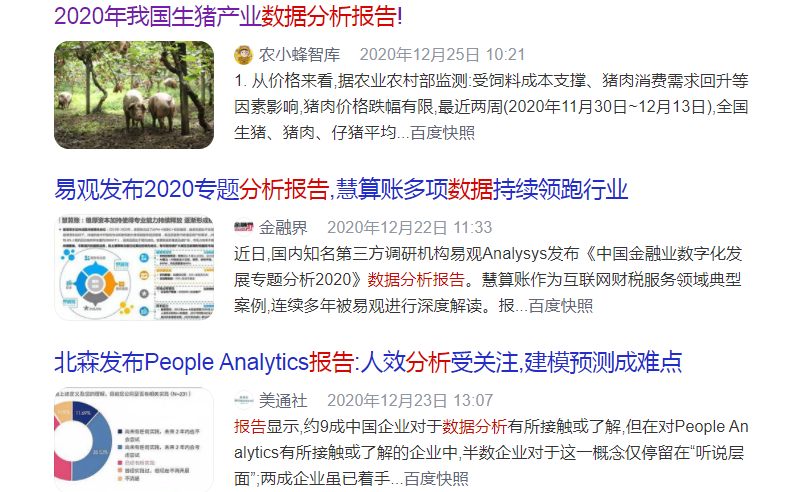 2020年我国生猪产业数据分析报告!
农小蜂智库 2020年12月25日 10:21
1. 从价格来看,据农业农村部监测:受饲料成本支撑、猪肉消费需求回升等
因素影响,猪肉价格跌幅有限,最近两周(2020年11月30日~12月13日),全国
生猪、猪肉、仔猪平均...百度快照
易观发布2020专题分析报告,慧算账多项数据持续领跑行业
金融界 2020年12月22日 11:33
近日,国内知名第三方调研机构易观Analysys发布《中国金融业数字化发
展专题分析2020》数据分析报告。慧算账作为互联网财税服务领域典型
案例,连续多年被易观进行深度解读。报...百度快照
北森发布People Analytics报告:人效分析受关注,建模预测成难点
美通社 2020年12月23日 13:07
报告显示,约9成中国企业对于数据分析有所接触或了解,但在对People An
alytics有所接触或了解的企业中,半数企业对于这一概念仅停留在“听说层
面”;两成企业虽已着手...百度快照